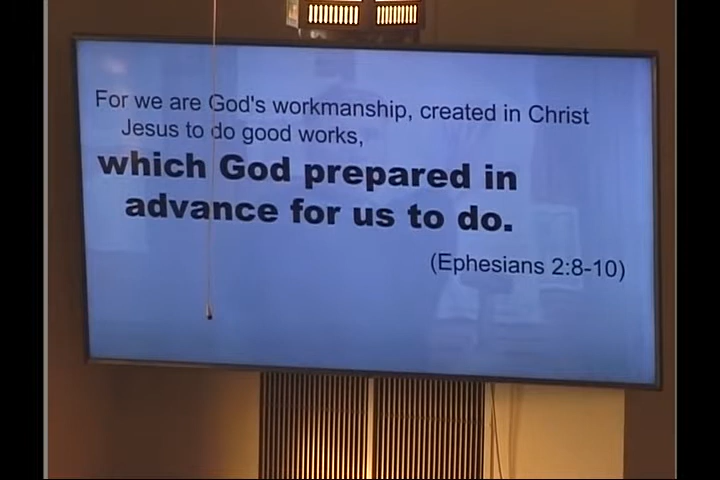 For we are God's workmanship, created in Christ
Jesus to do good works,
which God prepared in
advance for us to do.
(Ephesians 2:8-10)